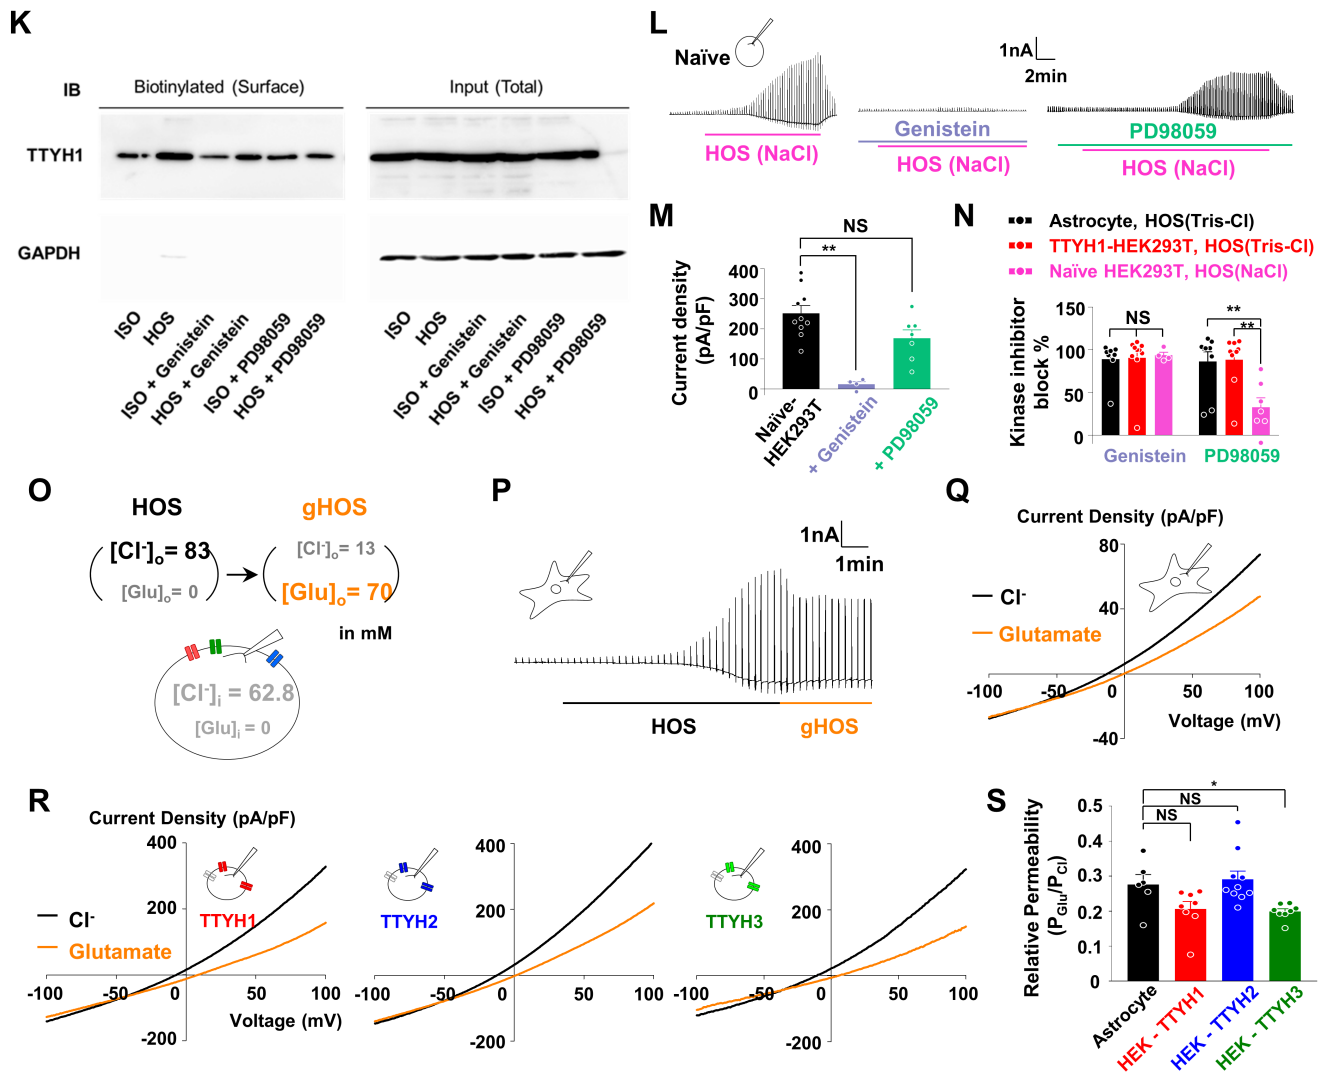 K
IB
Biotinylated (Surface)
Input (Total)
TTYH1
GAPDH
ISO
HOS
ISO + Genistein
HOS + Genistein
ISO + PD98059
HOS + PD98059
ISO
HOS
ISO + Genistein
HOS + Genistein
ISO + PD98059
HOS + PD98059
L
Naïve
1nA
2min
HOS (NaCl)
Genistein
HOS (NaCl)
PD98059
HOS (NaCl)
M
NS
**
Current density
(pA/pF)
400
300
200
100
0
Naïve-
HEK293T
+ Genistein
+ PD98059
N
Astrocyte, HOS(Tris-Cl)
TTYH1-HEK293T, HOS(Tris-Cl)
Naïve HEK293T, HOS(NaCl)
Kinase inhibitor
block %
150
100
50
0
NS
**
**
Genistein
PD98059
O
HOS
gHOS
[Cl-]o= 83
[Glu]o= 0
[Cl-]o= 13
[Glu]o= 70
in mM
[Cl-]i = 62.8
[Glu]i = 0
P
1nA
1min
HOS
gHOS
Q
Current Density (pA/pF)
80
40
-40
-100
-50
0
50
100
Cl-
Glutamate
Voltage (mV)
R
Current Density (pA/pF)
400
200
-200
-100
-50
0
50
100
Cl-
Glutamate
TTYH1
Voltage (mV)
400
200
-200
-100
-50
0
50
100
TTYH2
400
200
-200
-100
-50
0
50
100
TTYH3
S
Relative Permeability
(PGlu/PCl)
0.5
0.4
0.3
0.2
0.1
0
*
NS
NS
Astrocyte
HEK - TTYH1
HEK - TTYH2
HEK - TTYH3